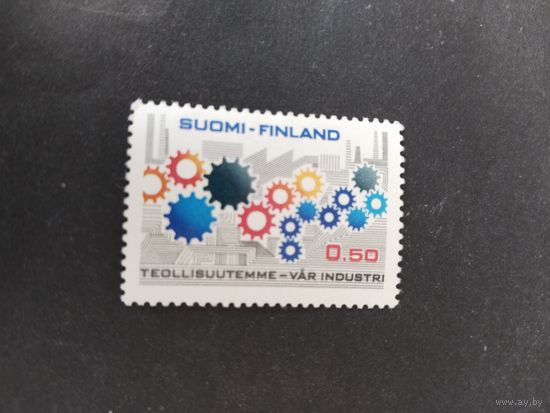 SUOMI-FINLAND
0.50
TEOLLISUUTEMME-VÅR INDUSTRI
www.ay.by